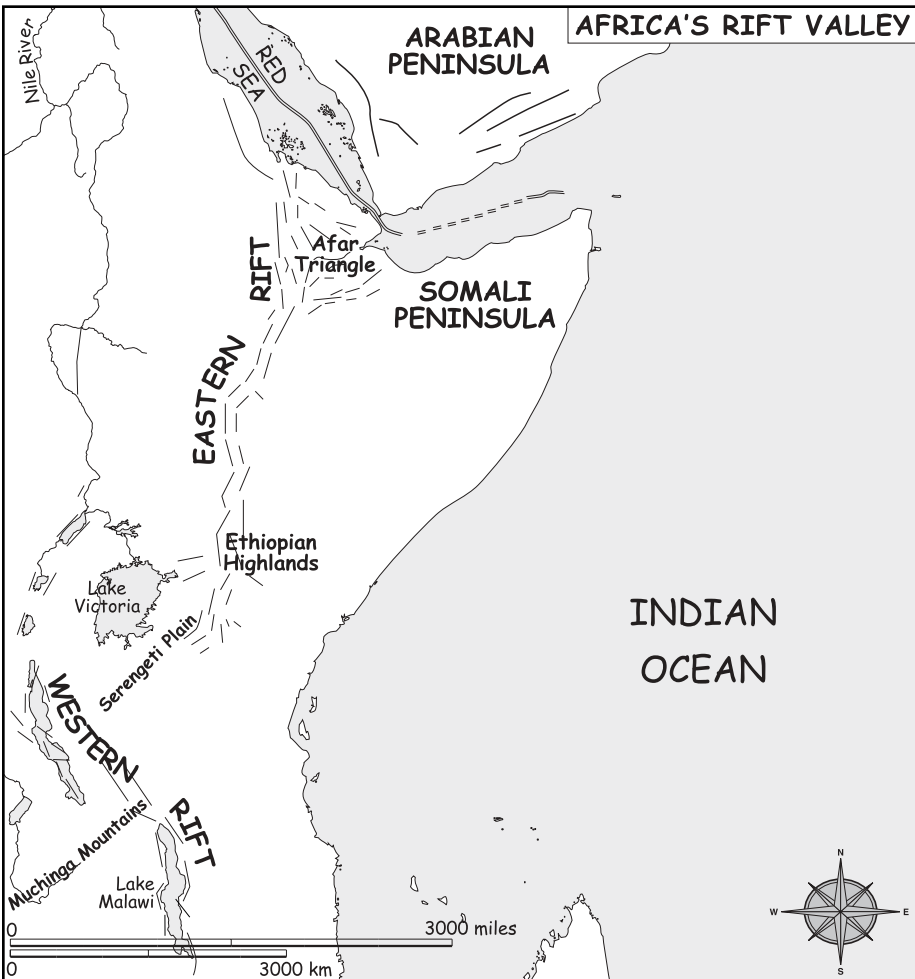 AFRICA'S RIFT VALLEY
ARABIAN
PENINSULA
Nile River
RED
SEA
Afar
Triangle
SOMALI
PENINSULA
EASTERN RIFT
Ethiopian
Highlands
Lake
Victoria
Serengeti Plain
INDIAN
OCEAN
WESTERN RIFT
Muchinga Mountains
Lake
Malawi
N
W E
S
0 3000 miles
0 3000 km